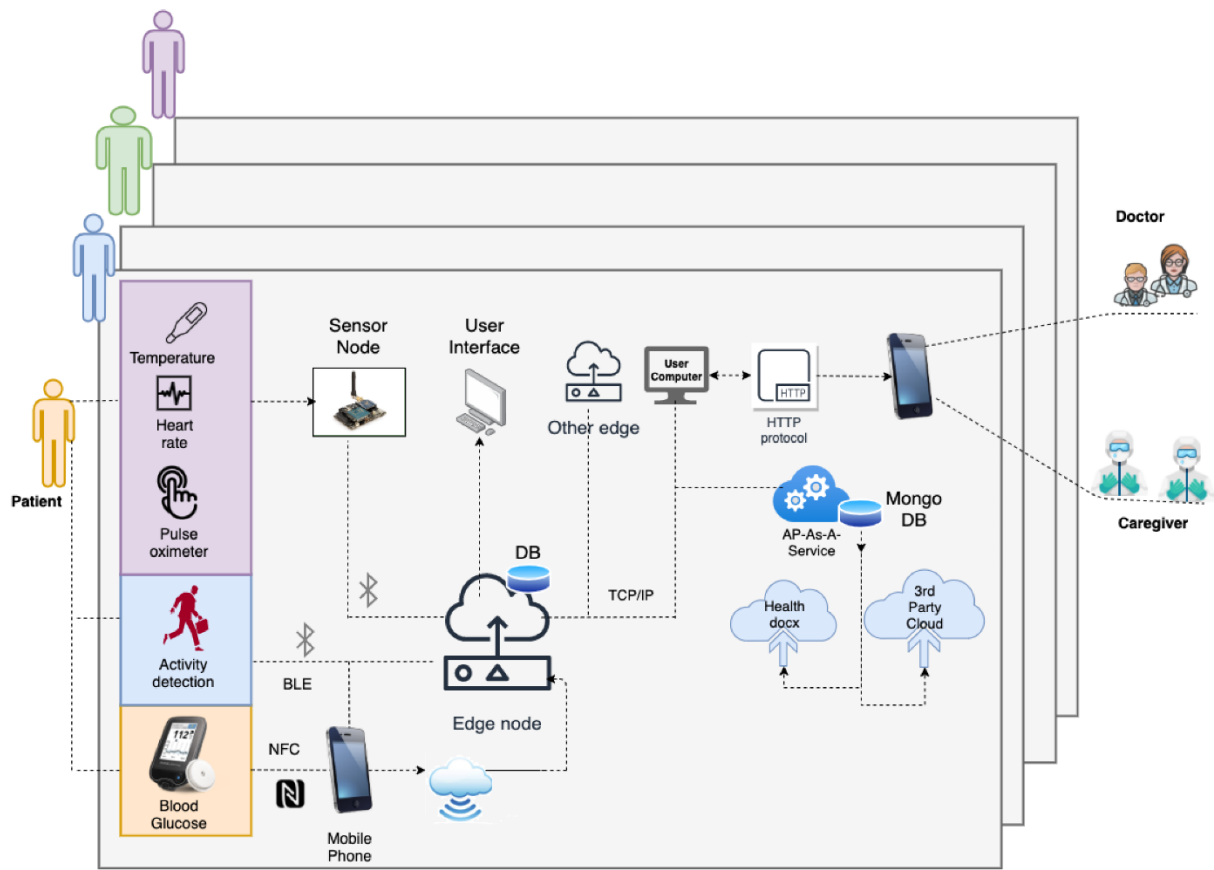 Doctor
Sensor
Node
User
Interface
Temperature
User
Computer
HTTP
Heart
rate
Other edge
HTTP
protocol
Patient
Mongo
DB
Caregiver
Pulse
oximeter
AP-As-A-
Service
DB
TCP/IP
Health
docx
3rd
Party
Cloud
Activity
detection
BLE
Edge node
112
NFC
Blood
Glucose
Mobile
Phone